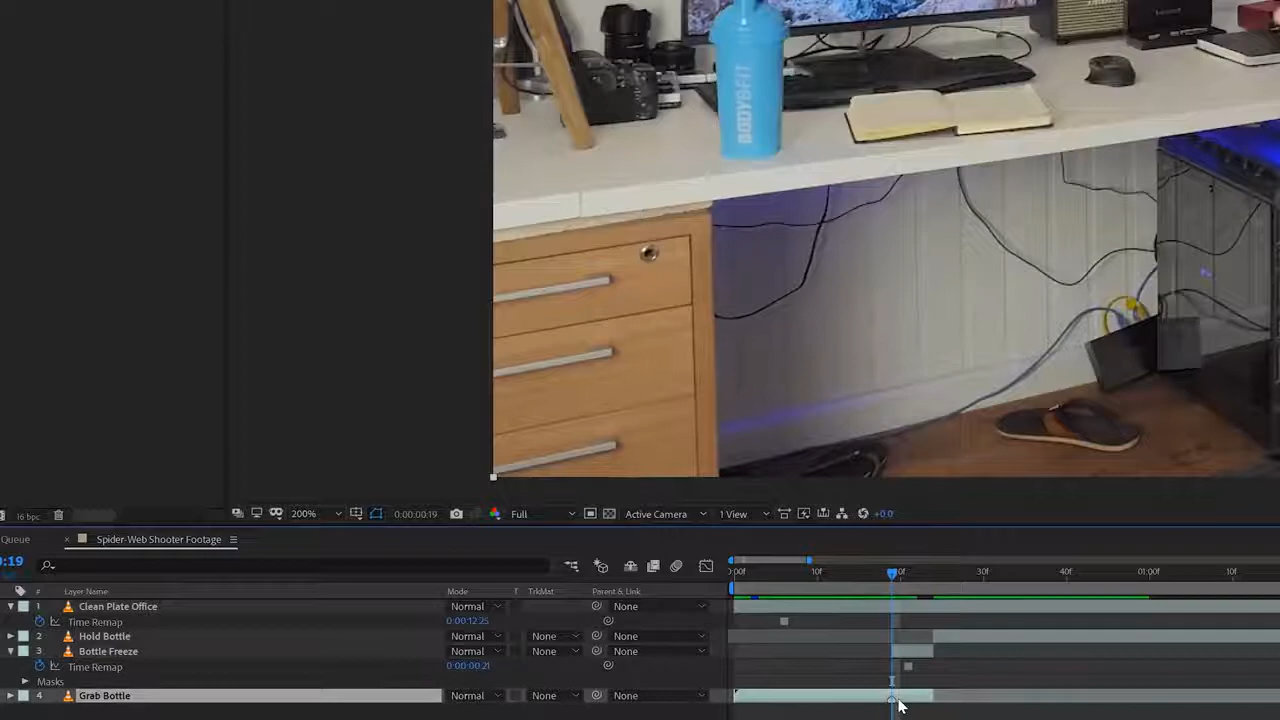 BODY&FIT
16 bpc
200%
0:00:00:19
Full
Active Camera
1 View
+0.0
Queue
× Spider-Web Shooter Footage
0:19
:00f
10f
20f
30f
40f
01:00f
10f
# Layer Name Mode T TrkMat Parent & Link
1 Clean Plate Office Normal None
Time Remap 0:00:12:25
2 Hold Bottle Normal None None
3 Bottle Freeze Normal None None
Time Remap 0:00:00:21
Masks
4 Grab Bottle Normal None None